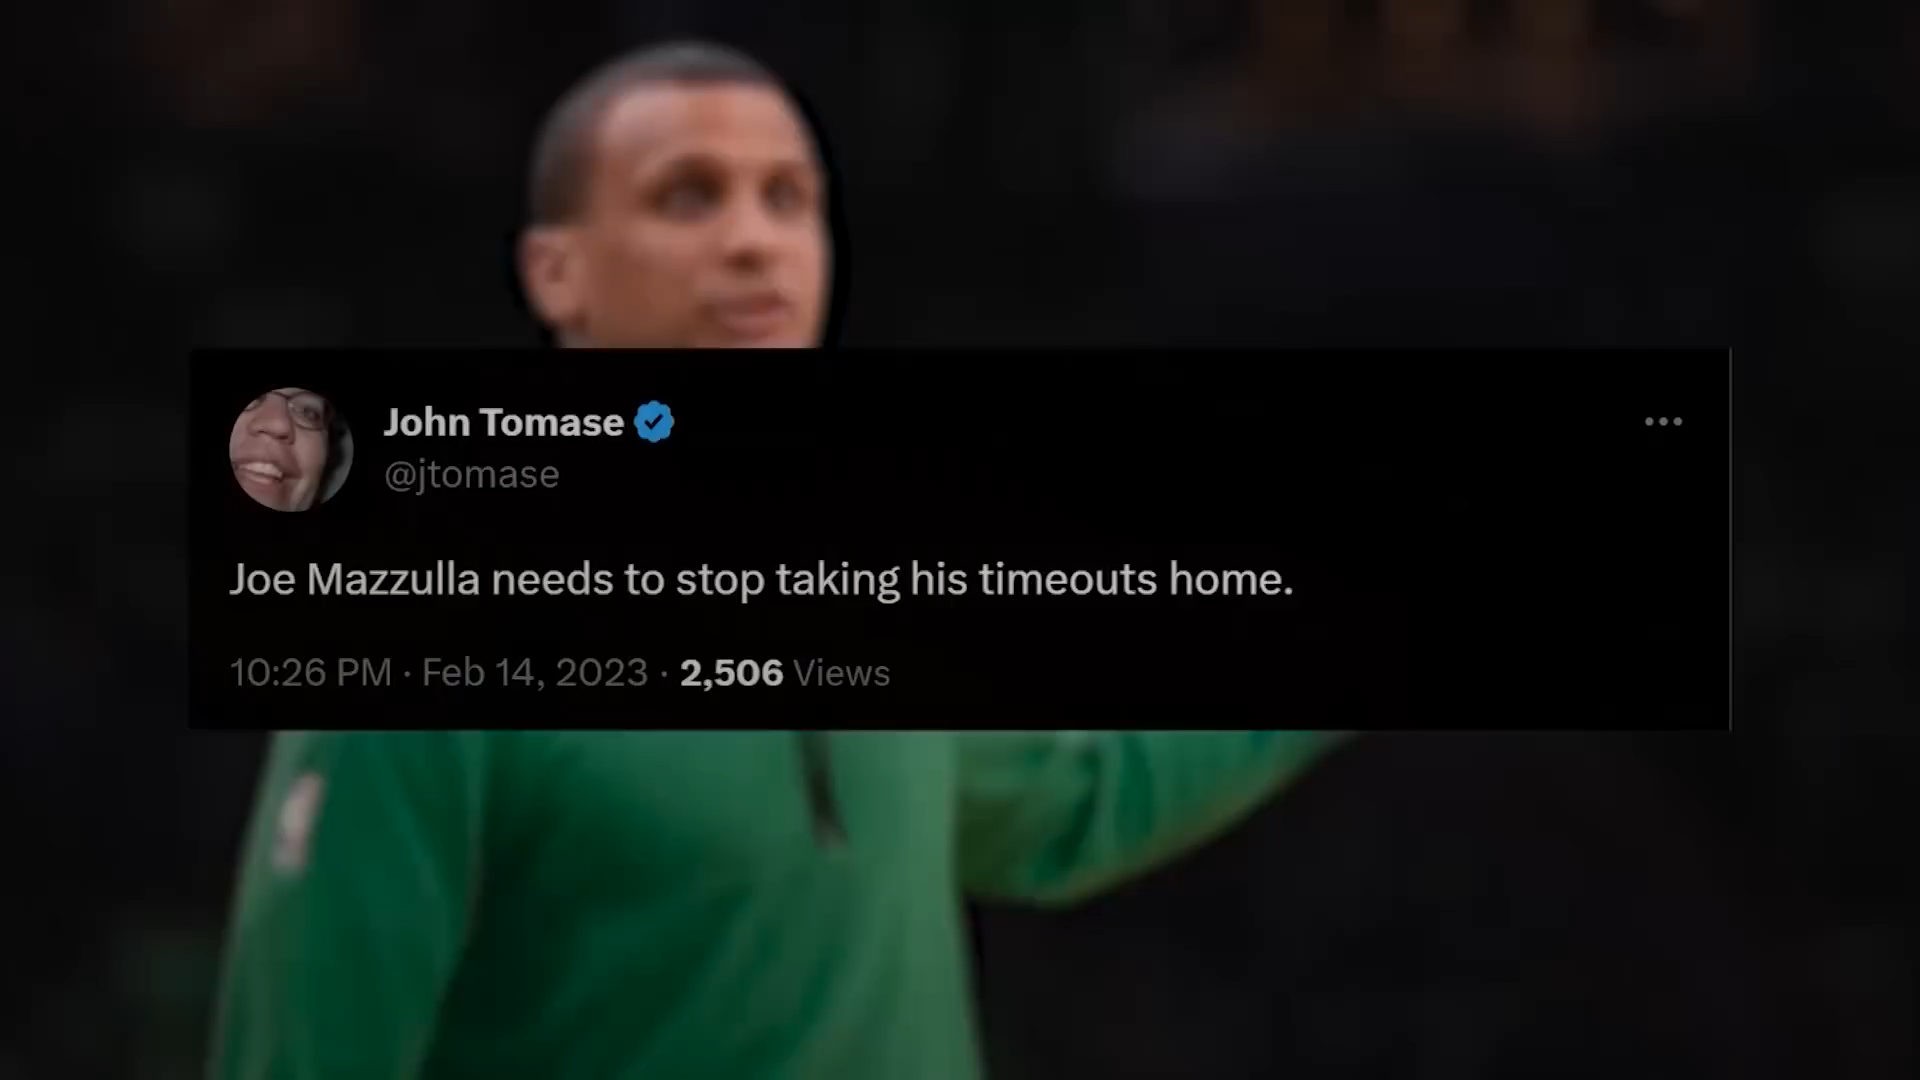 John Tomase
@jtomase
Joe Mazzulla needs to stop taking his timeouts home.
10:26 PM · Feb 14, 2023 · 2,506 Views